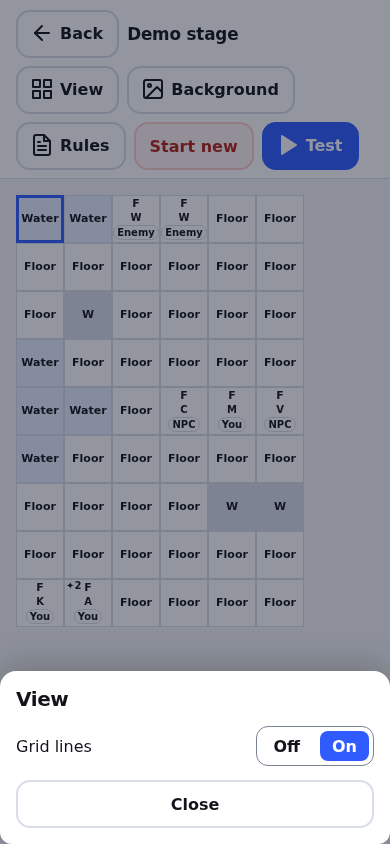 Back Demo stage
View Background
Rules Start new Test
Water Water F W Enemy F W Enemy Floor Floor
Floor Floor Floor Floor Floor Floor
Floor W Floor Floor Floor Floor
Water Floor Floor Floor Floor Floor
Water Water Floor F C NPC F M You F V NPC
Water Floor Floor Floor Floor Floor
Floor Floor Floor Floor W W
Floor Floor Floor Floor Floor Floor
F K You ✦2 F A You Floor Floor Floor Floor
View
Grid lines Off On
Close